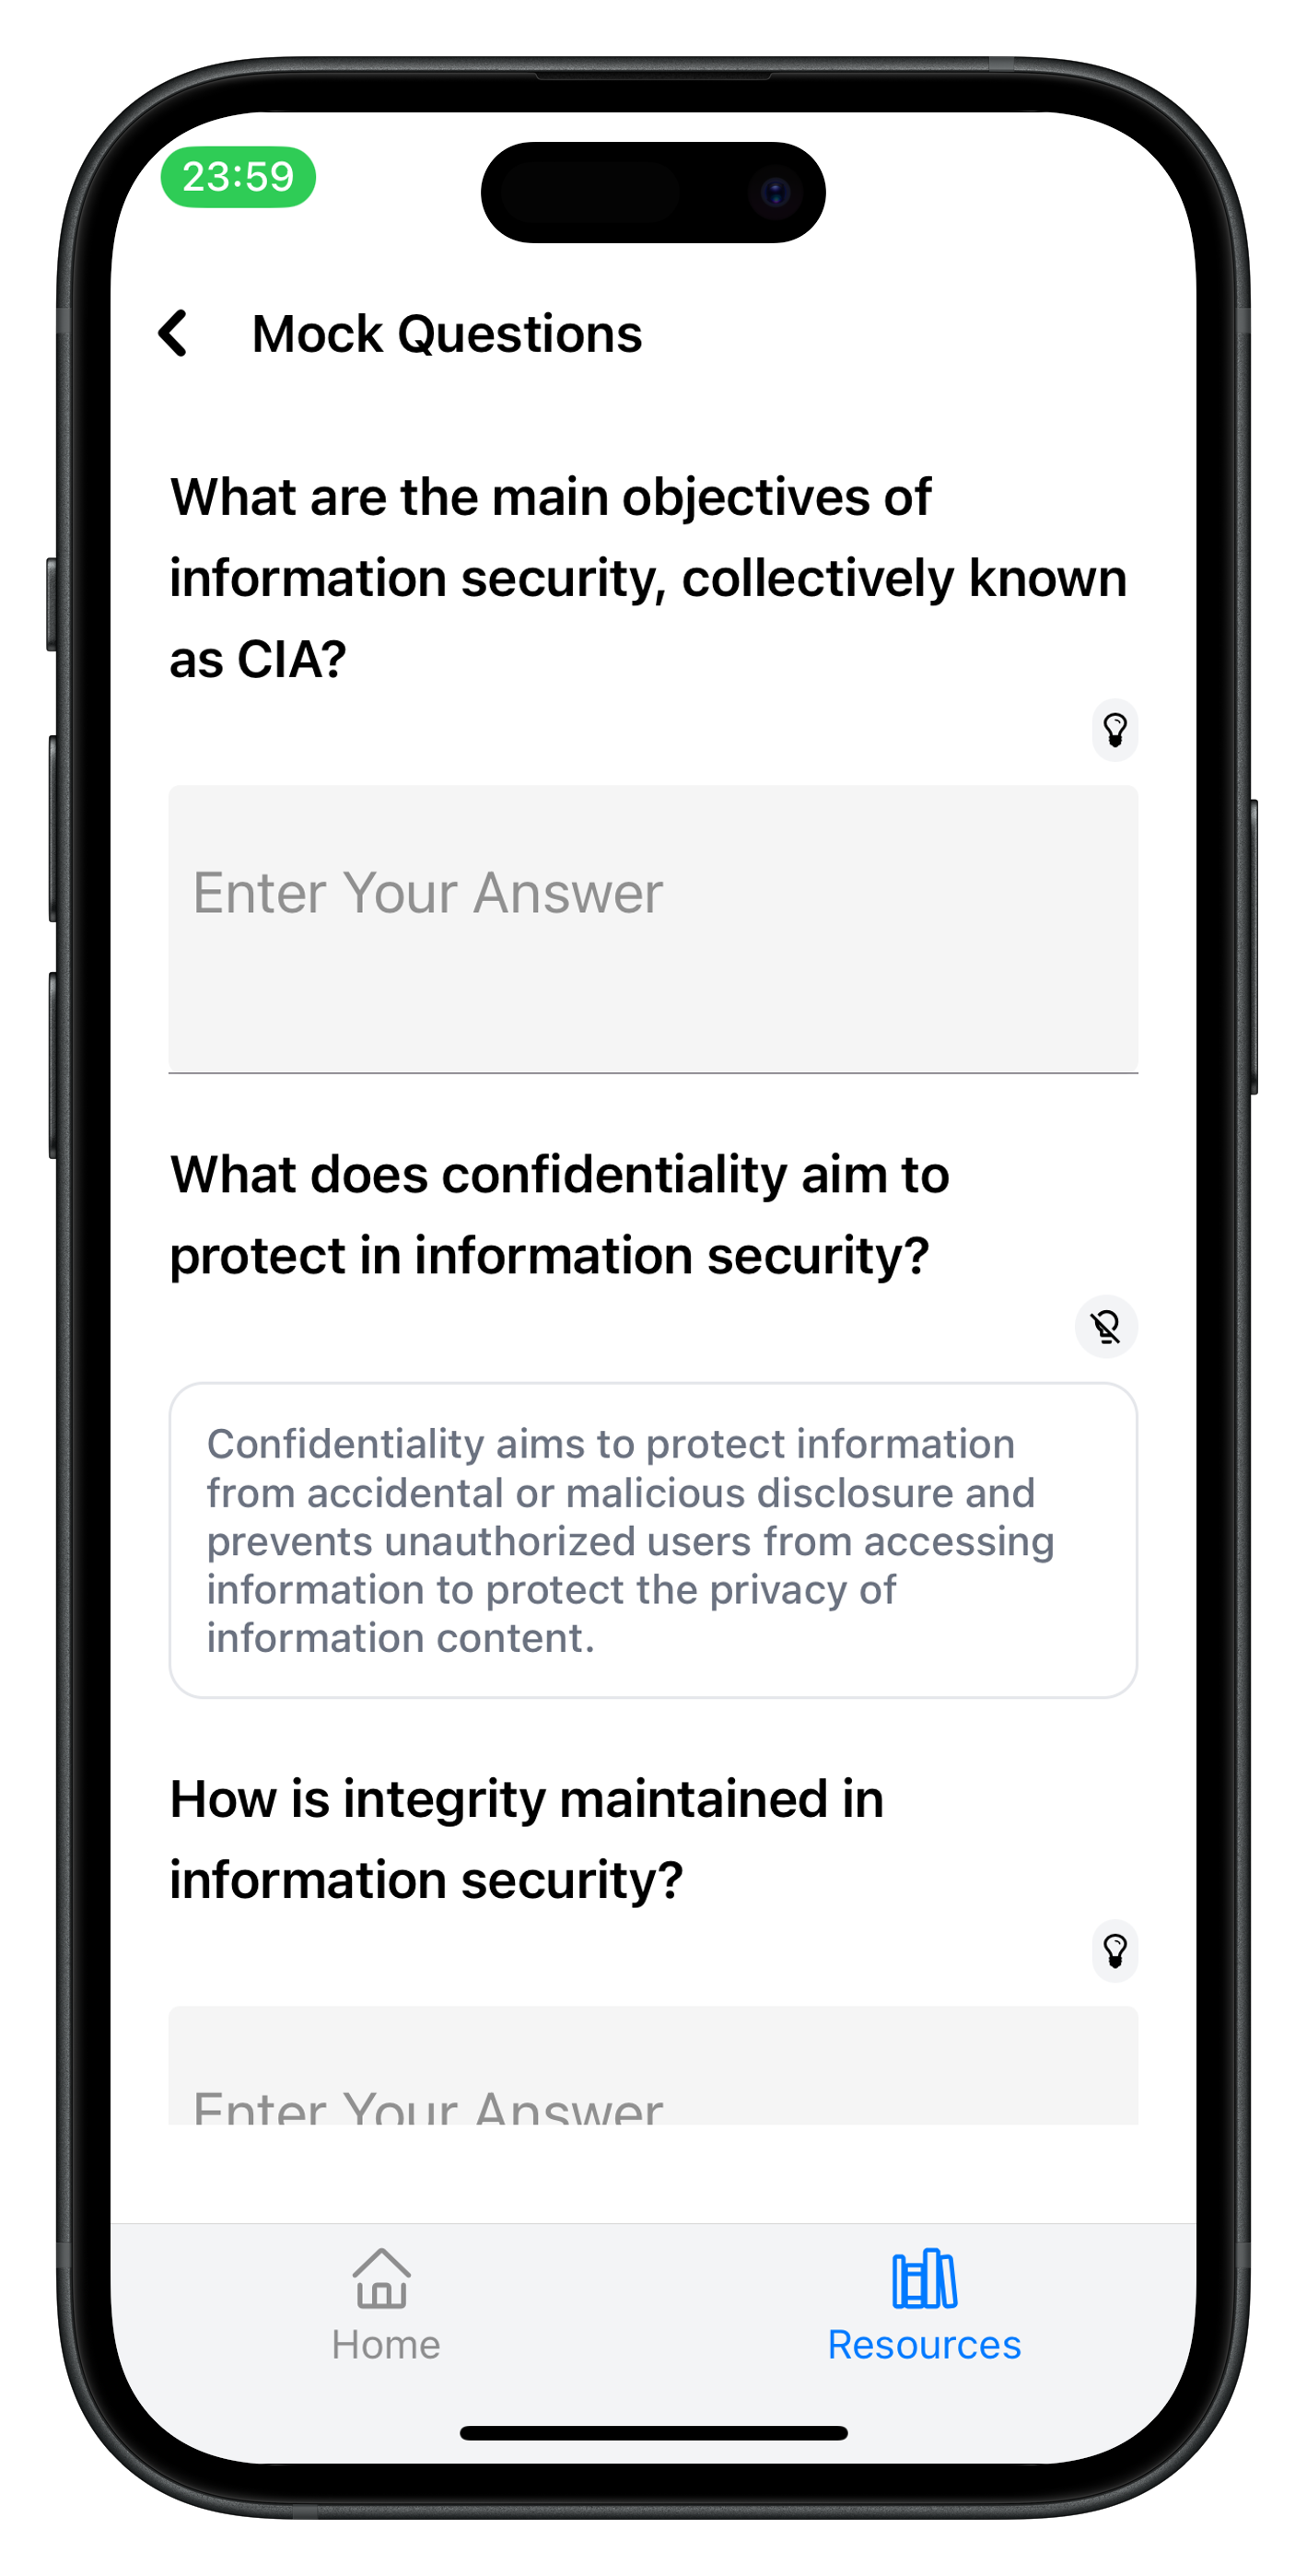 23:59
Mock Questions
What are the main objectives of
information security, collectively known
as CIA?
Enter Your Answer
What does confidentiality aim to
protect in information security?
Confidentiality aims to protect information
from accidental or malicious disclosure and
prevents unauthorized users from accessing
information to protect the privacy of
information content.
How is integrity maintained in
information security?
Enter Your Answer
Home
Resources